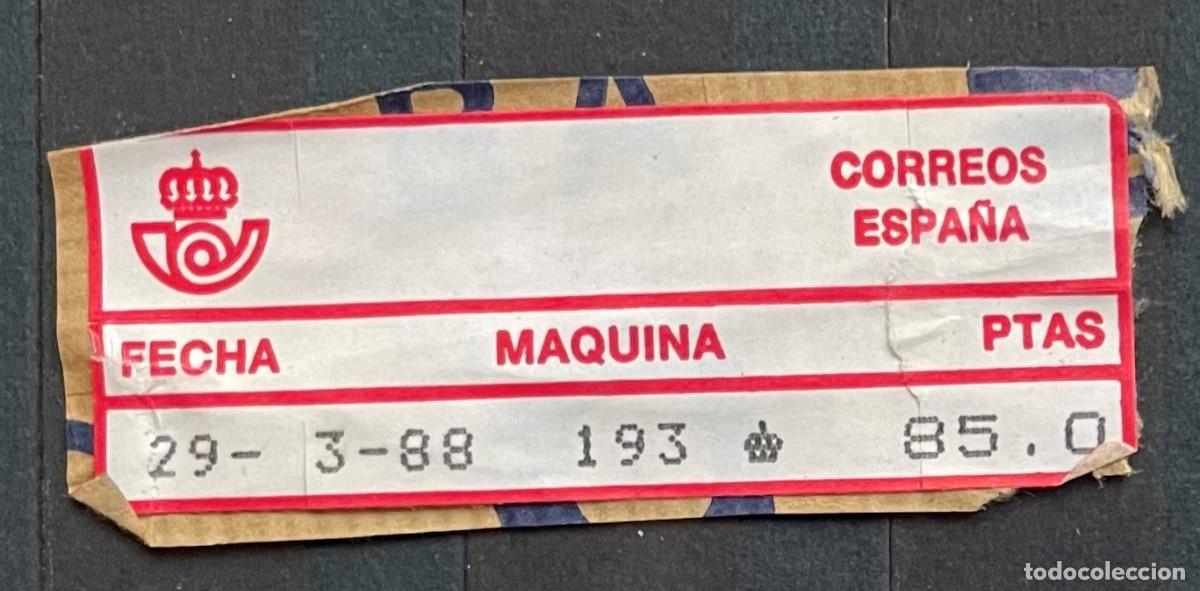 CORREOS
ESPAÑA
FECHA MAQUINA PTAS
29- 3-88 193 85.0
todocoleccion